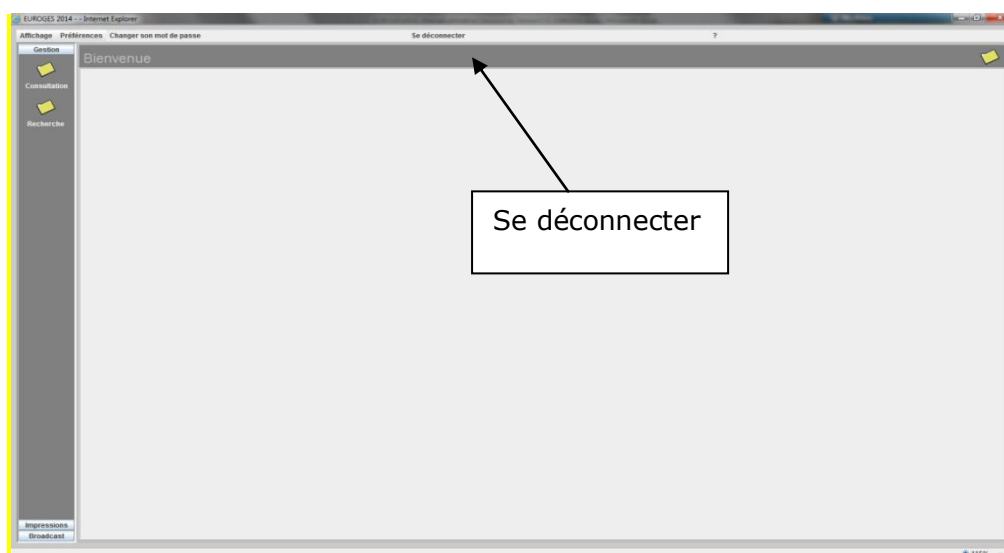 EUROGES 2014 - - Internet Explorer
Affichage Préférences Changer son mot de passe Se déconnecter ?
Gestion
Bienvenue
Consultation
Recherche
Se déconnecter
Impressions
Broadcast